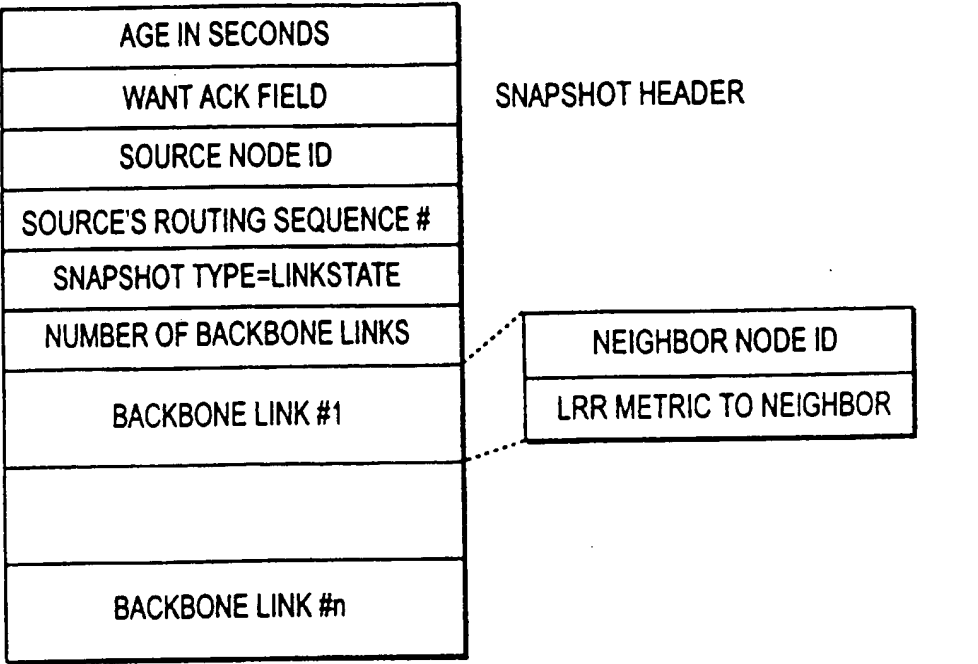 AGE IN SECONDS
WANT ACK FIELD
SNAPSHOT HEADER
SOURCE NODE ID
SOURCE'S ROUTING SEQUENCE #
SNAPSHOT TYPE=LINKSTATE
NUMBER OF BACKBONE LINKS
NEIGHBOR NODE ID
LRR METRIC TO NEIGHBOR
BACKBONE LINK #1
BACKBONE LINK #n